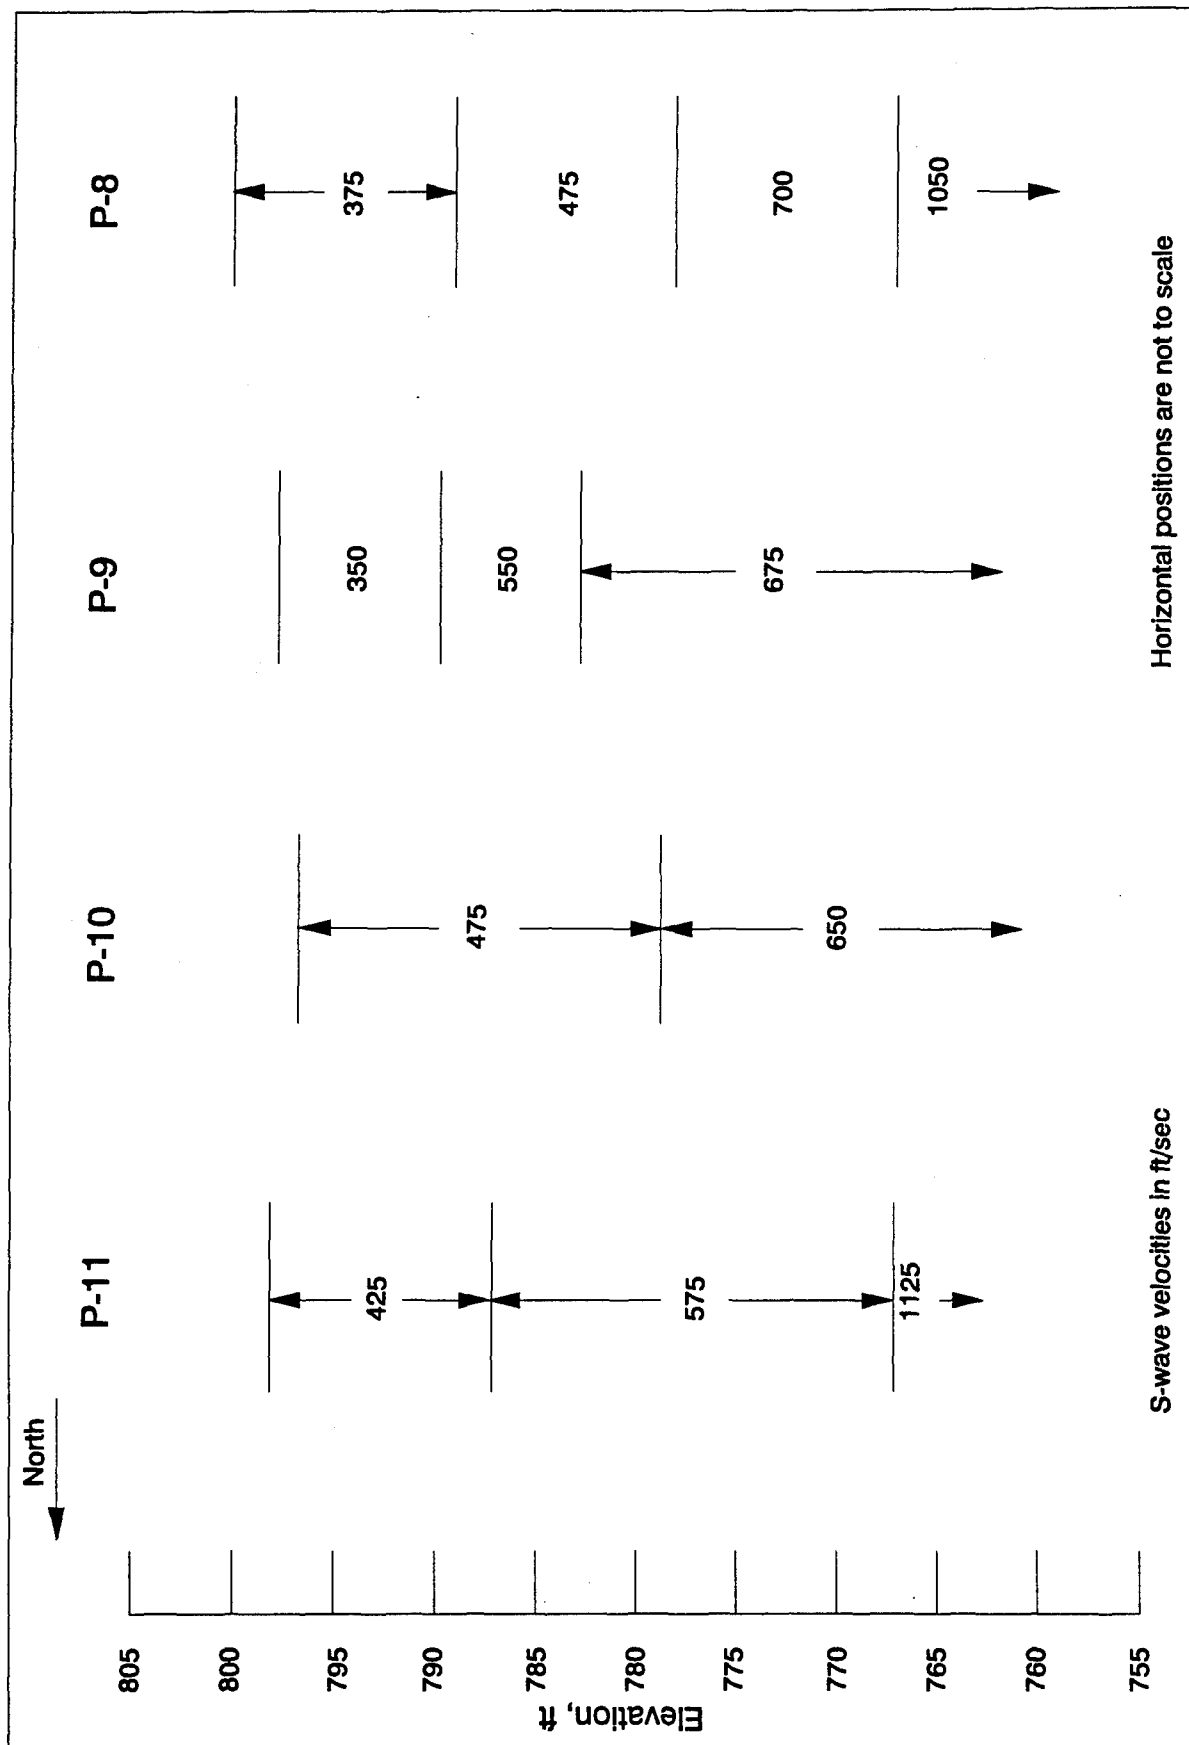 North
P-11
P-10
P-9
P-8
805
800
795
790
785
780
775
770
765
760
755
Elevation, ft
425
575
1125
475
650
350
550
675
375
475
700
1050
S-wave velocities in ft/sec
Horizontal positions are not to scale